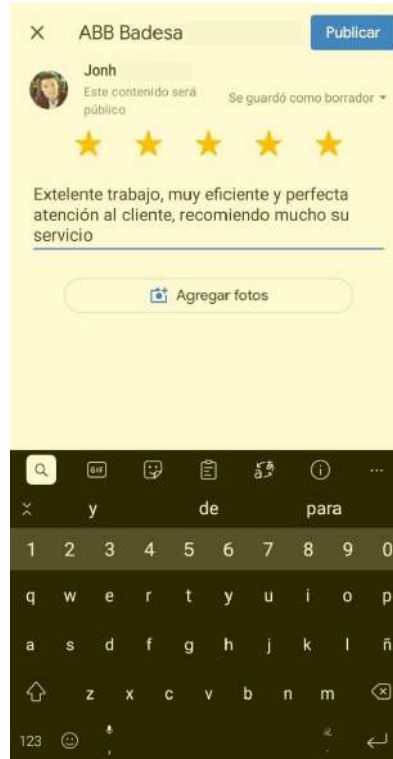 ABB Badesa
Publicar
Jonh
Este contenido será
público
Se guardó como borrador
Extelente trabajo, muy eficiente y perfecta
atención al cliente, recomiendo mucho su
servicio
Agregar fotos
GIF
y de para
1 2 3 4 5 6 7 8 9 0
q w e r t y u i o p
a s d f g h j k l ñ
z x c v b n m
123 , .